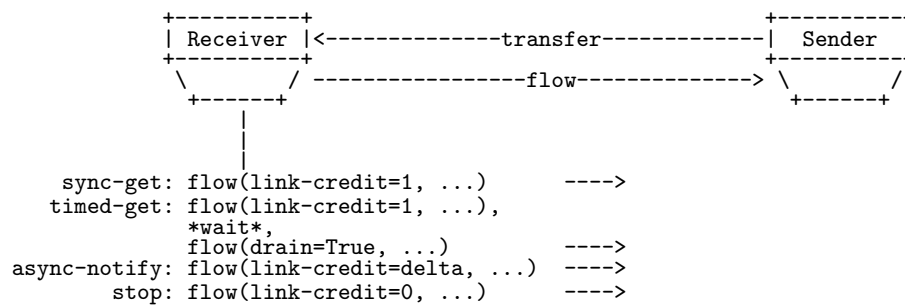 Receiver <-------------transfer------------- Sender
----------------flow------------->
sync-get: flow(link-credit=1, ...) ---->
timed-get: flow(link-credit=1, ...),
*wait*,
flow(drain=True, ...) ---->
async-notify: flow(link-credit=delta, ...) ---->
stop: flow(link-credit=0, ...) ---->